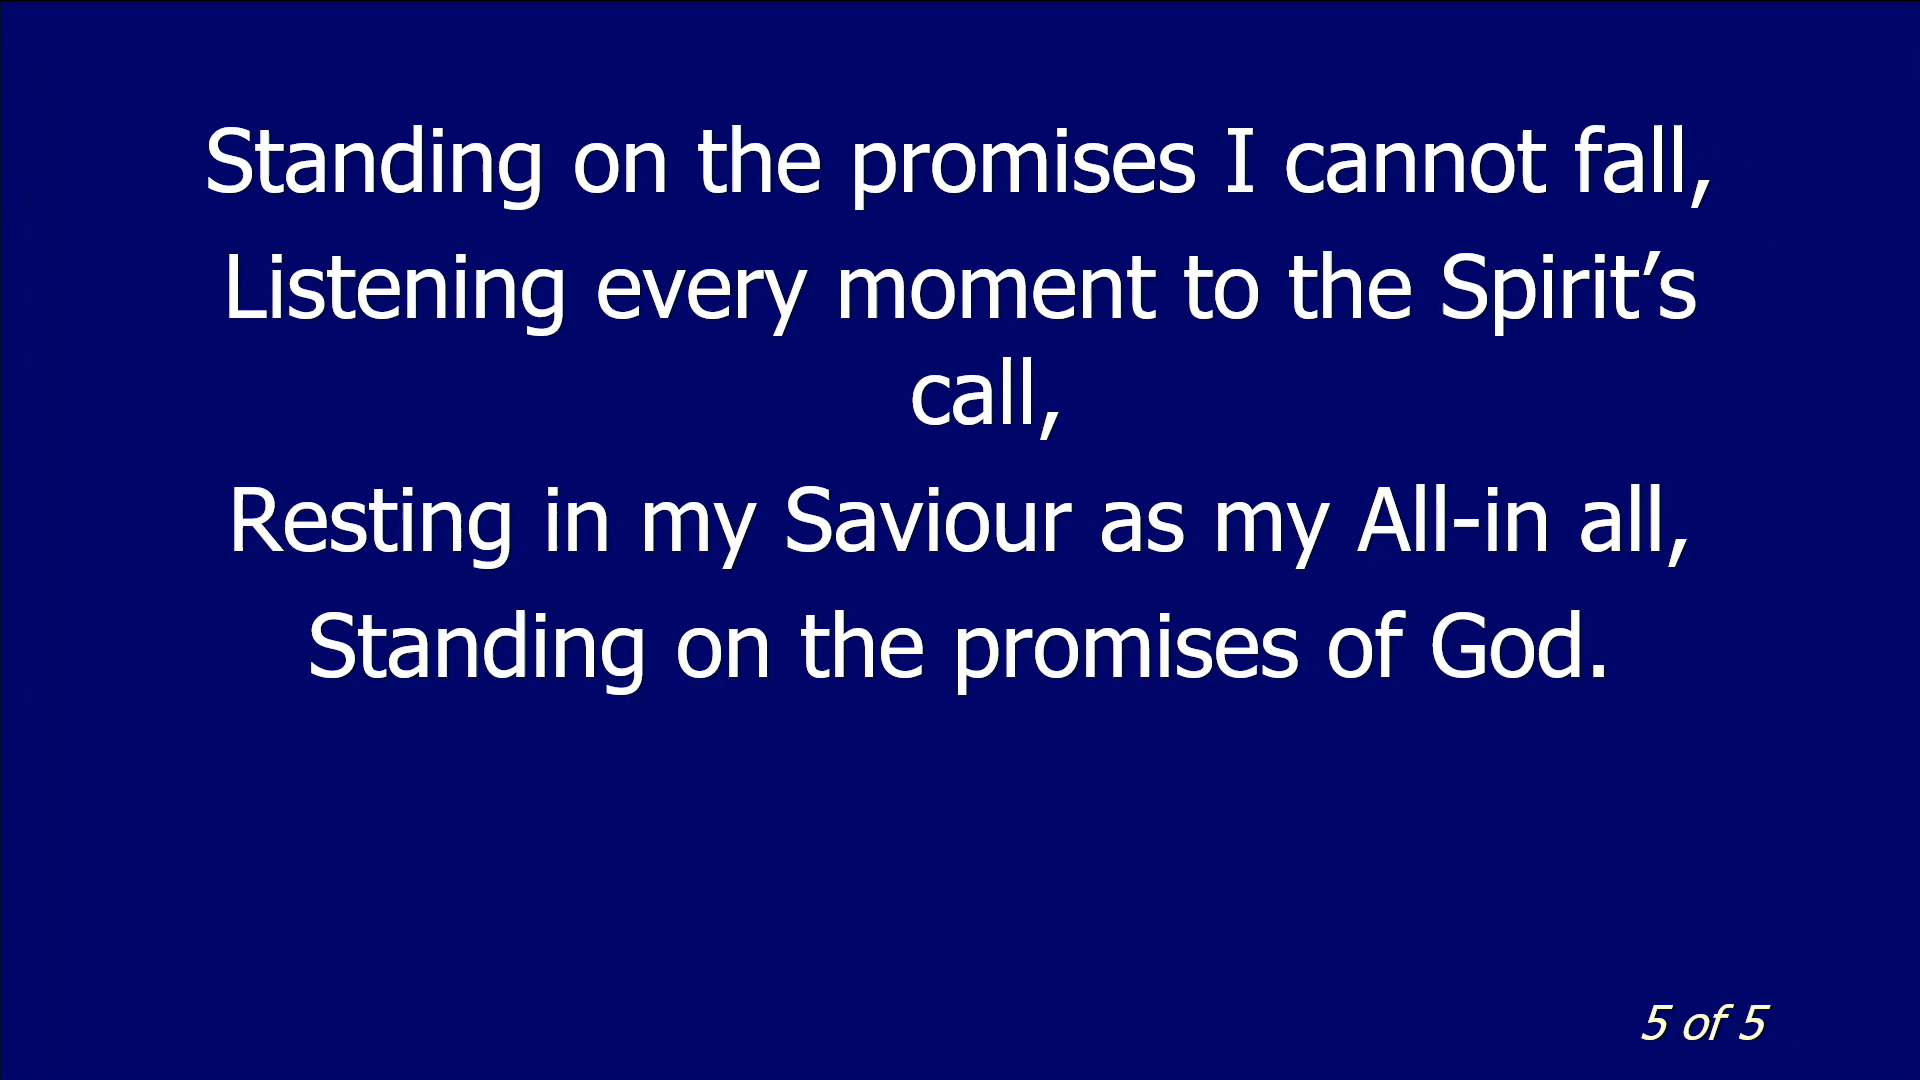 Standing on the promises I cannot fall,
Listening every moment to the Spirit’s
call,
Resting in my Saviour as my All-in all,
Standing on the promises of God.
5 of 5